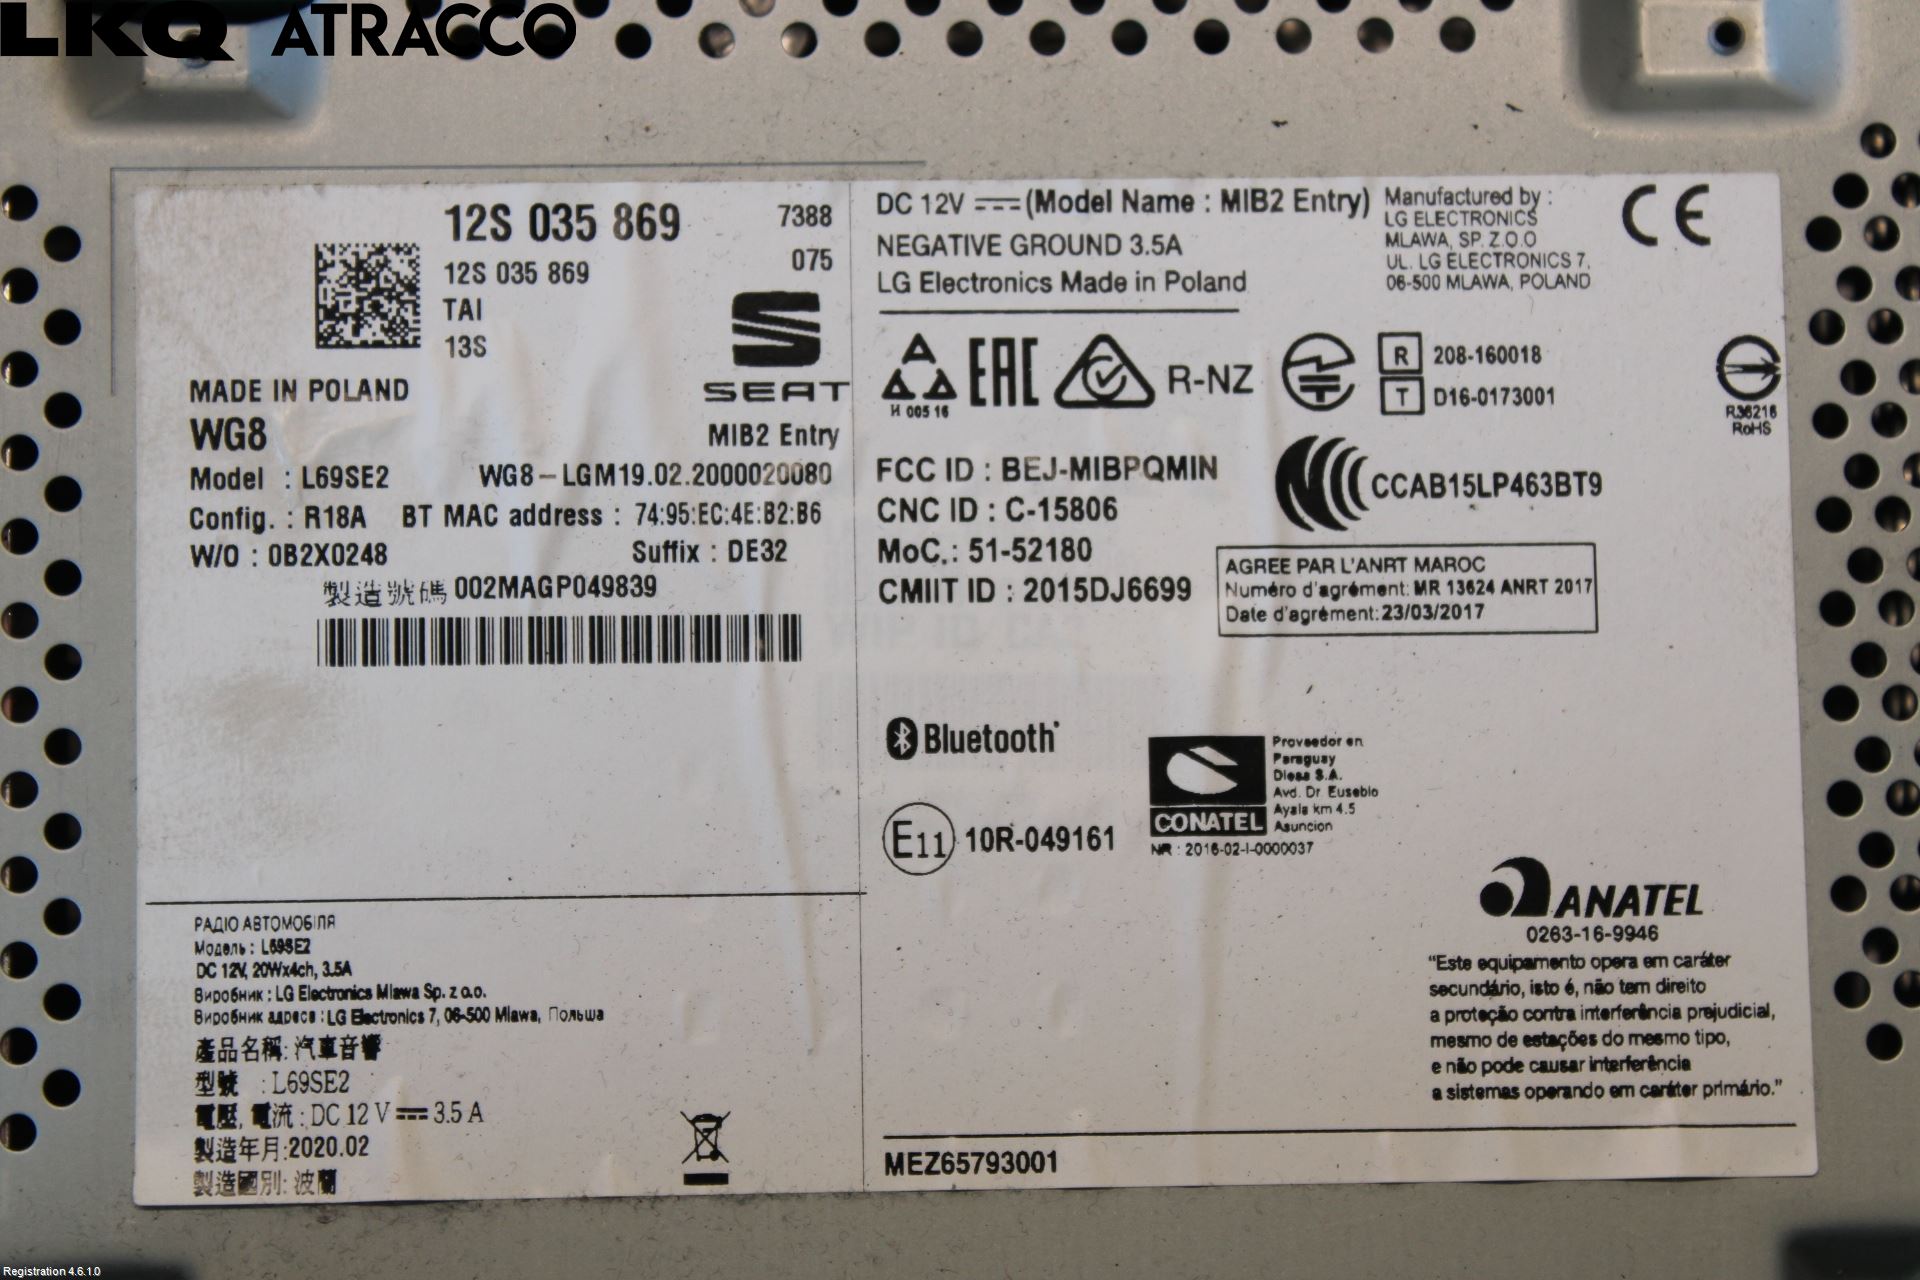 LKQ ATRACCO
12S 035 869
7388
12S 035 869
075
TAI
13S
SEAT
MADE IN POLAND
WG8
MIB2 Entry
Model : L69SE2 WG8-LGM19.02.2000020080
Config. : R18A BT MAC address : 74:95:EC:4E:B2:B6
W/O : 0B2X0248 Suffix : DE32
製造號碼 002MAGP049839
РАДІО АВТОМОБІЛЯ
Модель : L69SE2
DC 12V, 20Wx4ch, 3.5A
Виробник : LG Electronics Mlawa Sp. z o.o.
Виробник адреса : LG Electronics 7, 06-500 Mlawa, Польша
產品名稱: 汽車音響
型號 : L69SE2
電壓, 電流 : DC 12 V 3.5 A
製造年月:2020.02
製造國別: 波蘭
DC 12V (Model Name : MIB2 Entry)
NEGATIVE GROUND 3.5A
LG Electronics Made in Poland
Manufactured by :
LG ELECTRONICS
MLAWA, SP. Z.O.O
UL. LG ELECTRONICS 7,
06-500 MLAWA, POLAND
CE
H 005 16
EAC
R-NZ
R 208-160018
T D16-0173001
R36216
RoHS
FCC ID : BEJ-MIBPQMIN
CNC ID : C-15806
MoC. : 51-52180
CMIIT ID : 2015DJ6699
CCAB15LP463BT9
AGREE PAR L'ANRT MAROC
Numéro d'agrément: MR 13624 ANRT 2017
Date d'agrément: 23/03/2017
Bluetooth
E11 10R-049161
CONATEL
NR : 2016-02-I-0000037
Proveedor en
Paraguay
Diesa S.A.
Avd. Dr. Eusebio
Ayala km 4.5
Asuncion
ANATEL
0263-16-9946
“Este equipamento opera em caráter
secundário, isto é, não tem direito
a proteção contra interferência prejudicial,
mesmo de estações do mesmo tipo,
e não pode causar interferência
a sistemas operando em caráter primário.”
MEZ65793001
Registration 4.6.1.0